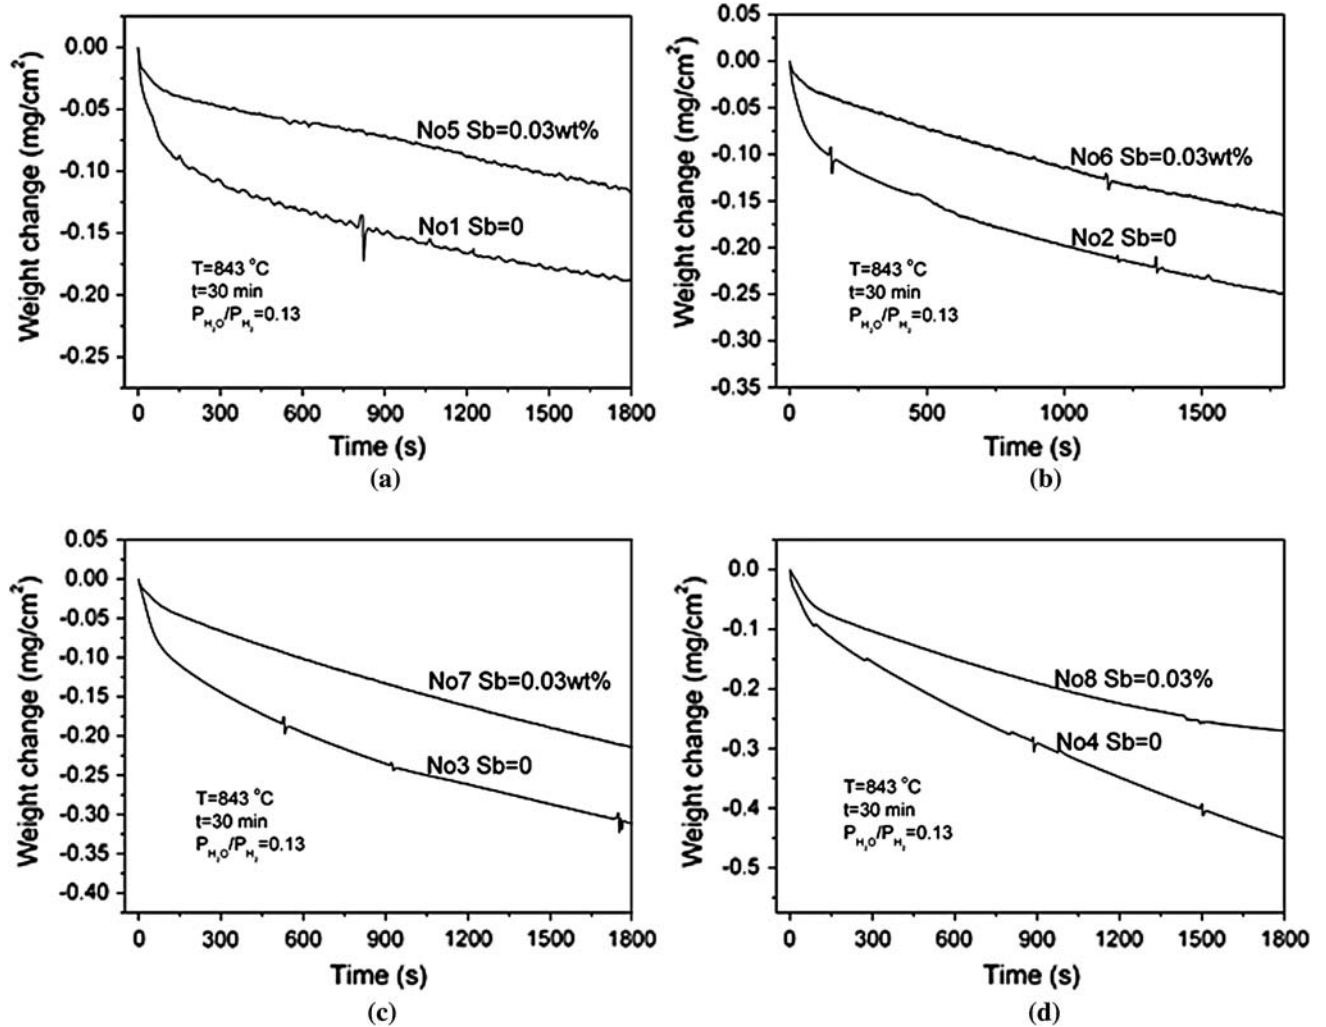 0.00
-0.05
-0.10
-0.15
-0.20
-0.25
Weight change (mg/cm²)
No5 Sb=0.03wt%
No1 Sb=0
T=843 °C
t=30 min
P_H₂O/P_H₂=0.13
0 300 600 900 1200 1500 1800
Time (s)
(a)
0.05
0.00
-0.05
-0.10
-0.15
-0.20
-0.25
-0.30
-0.35
Weight change (mg/cm²)
No6 Sb=0.03wt%
No2 Sb=0
T=843 °C
t=30 min
P_H₂O/P_H₂=0.13
0 500 1000 1500
Time (s)
(b)
0.05
0.00
-0.05
-0.10
-0.15
-0.20
-0.25
-0.30
-0.35
-0.40
Weight change (mg/cm²)
No7 Sb=0.03wt%
No3 Sb=0
T=843 °C
t=30 min
P_H₂O/P_H₂=0.13
0 300 600 900 1200 1500 1800
Time (s)
(c)
0.0
-0.1
-0.2
-0.3
-0.4
-0.5
Weight change (mg/cm²)
No8 Sb=0.03%
No4 Sb=0
T=843 °C
t=30 min
P_H₂O/P_H₂=0.13
0 300 600 900 1200 1500 1800
Time (s)
(d)